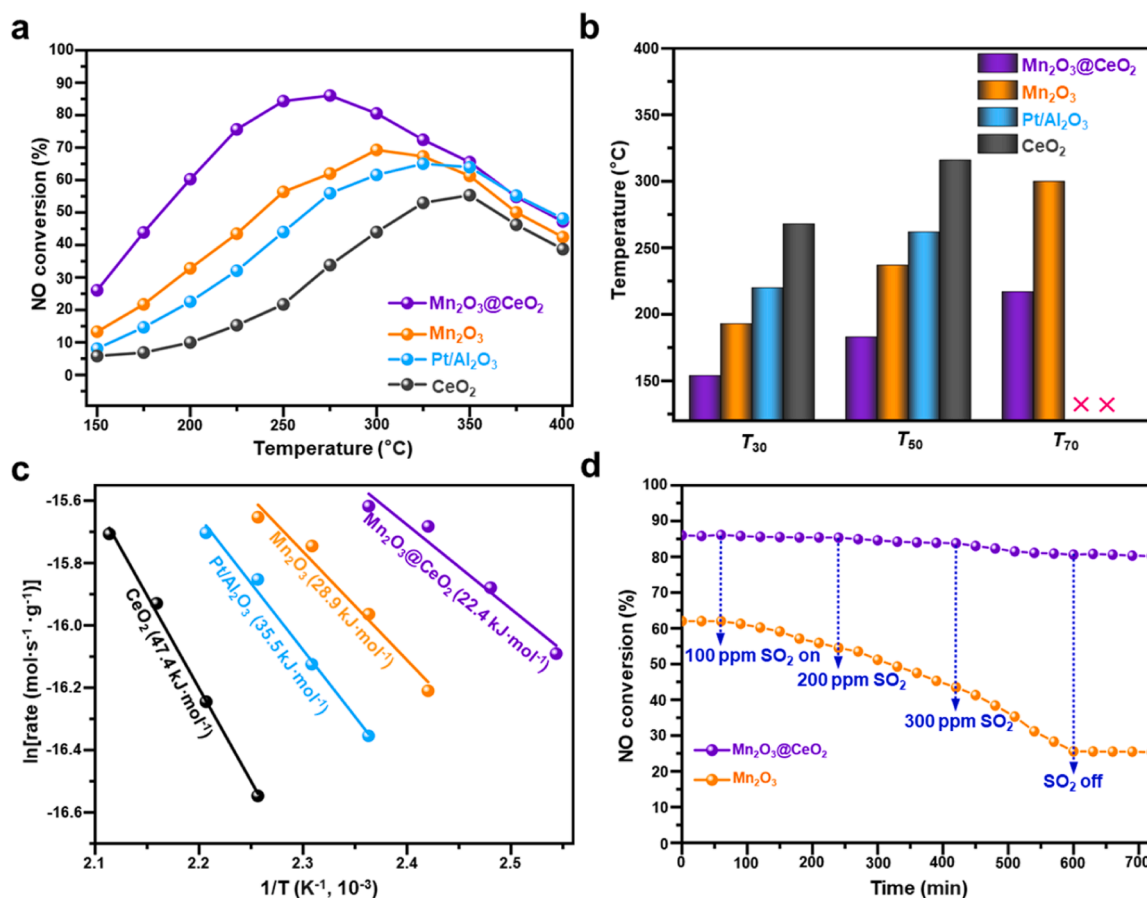 a
NO conversion (%)
100
90
80
70
60
50
40
30
20
10
0
Mn₂O₃@CeO₂
Mn₂O₃
Pt/Al₂O₃
CeO₂
150 200 250 300 350 400
Temperature (°C)
b
Temperature (°C)
400
350
300
250
200
150
Mn₂O₃@CeO₂
Mn₂O₃
Pt/Al₂O₃
CeO₂
T₃₀ T₅₀ T₇₀
c
ln[rate (mol·s⁻¹ ·g⁻¹)]
-15.6
-15.8
-16.0
-16.2
-16.4
-16.6
CeO₂ (47.4 kJ·mol⁻¹)
Pt/Al₂O₃ (35.5 kJ·mol⁻¹)
Mn₂O₃ (28.9 kJ·mol⁻¹)
Mn₂O₃@CeO₂ (22.4 kJ·mol⁻¹)
2.1 2.2 2.3 2.4 2.5
1/T (K⁻¹, 10⁻³)
d
NO conversion (%)
100
90
80
70
60
50
40
30
20
10
0
100 ppm SO₂ on
200 ppm SO₂
300 ppm SO₂
SO₂ off
Mn₂O₃@CeO₂
Mn₂O₃
0 100 200 300 400 500 600 700
Time (min)